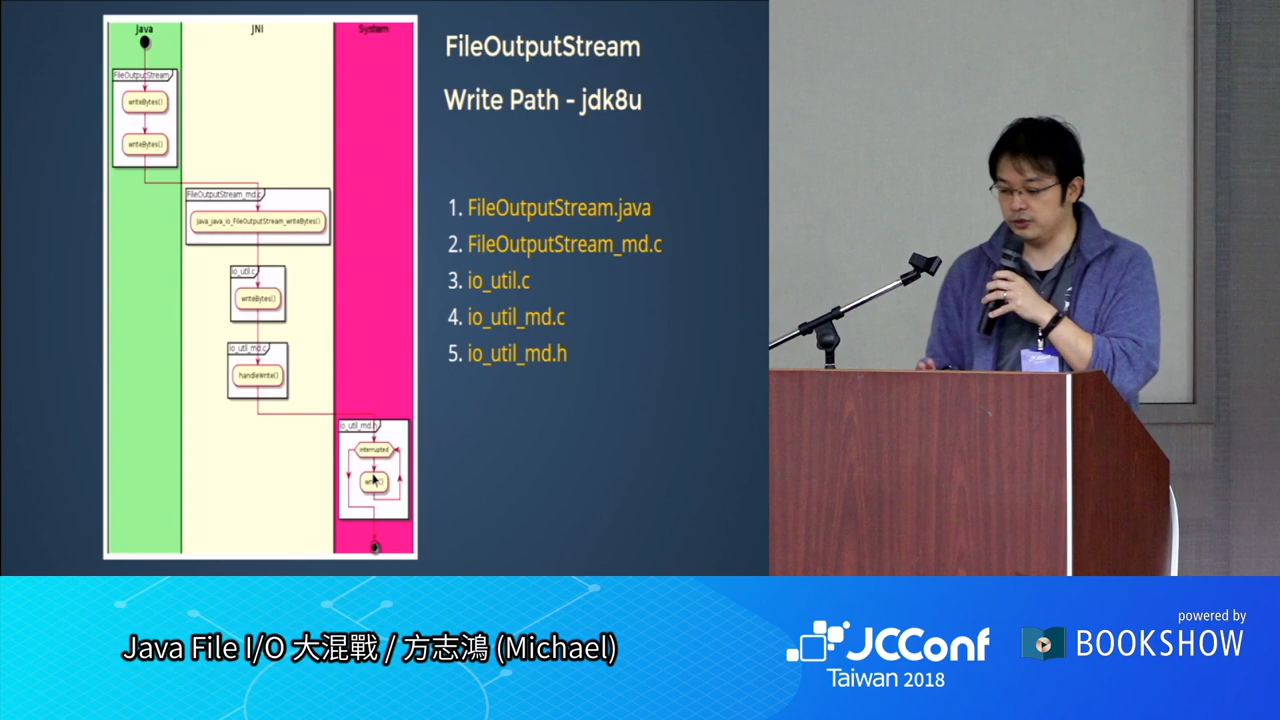 Java
JNI
System
FileOutputStream
writeBytes()
writeBytes()
FileOutputStream_md.c
Java_java_io_FileOutputStream_writeBytes()
io_util.c
writeBytes()
io_util_md.c
handleWrite()
io_util_md.h
interrupted
FileOutputStream
Write Path - jdk8u
1. FileOutputStream.java
2. FileOutputStream_md.c
3. io_util.c
4. io_util_md.c
5. io_util_md.h
Java File I/O 大混戰 / 方志鴻 (Michael)
JCConf
Taiwan 2018
powered by
BOOKSHOW